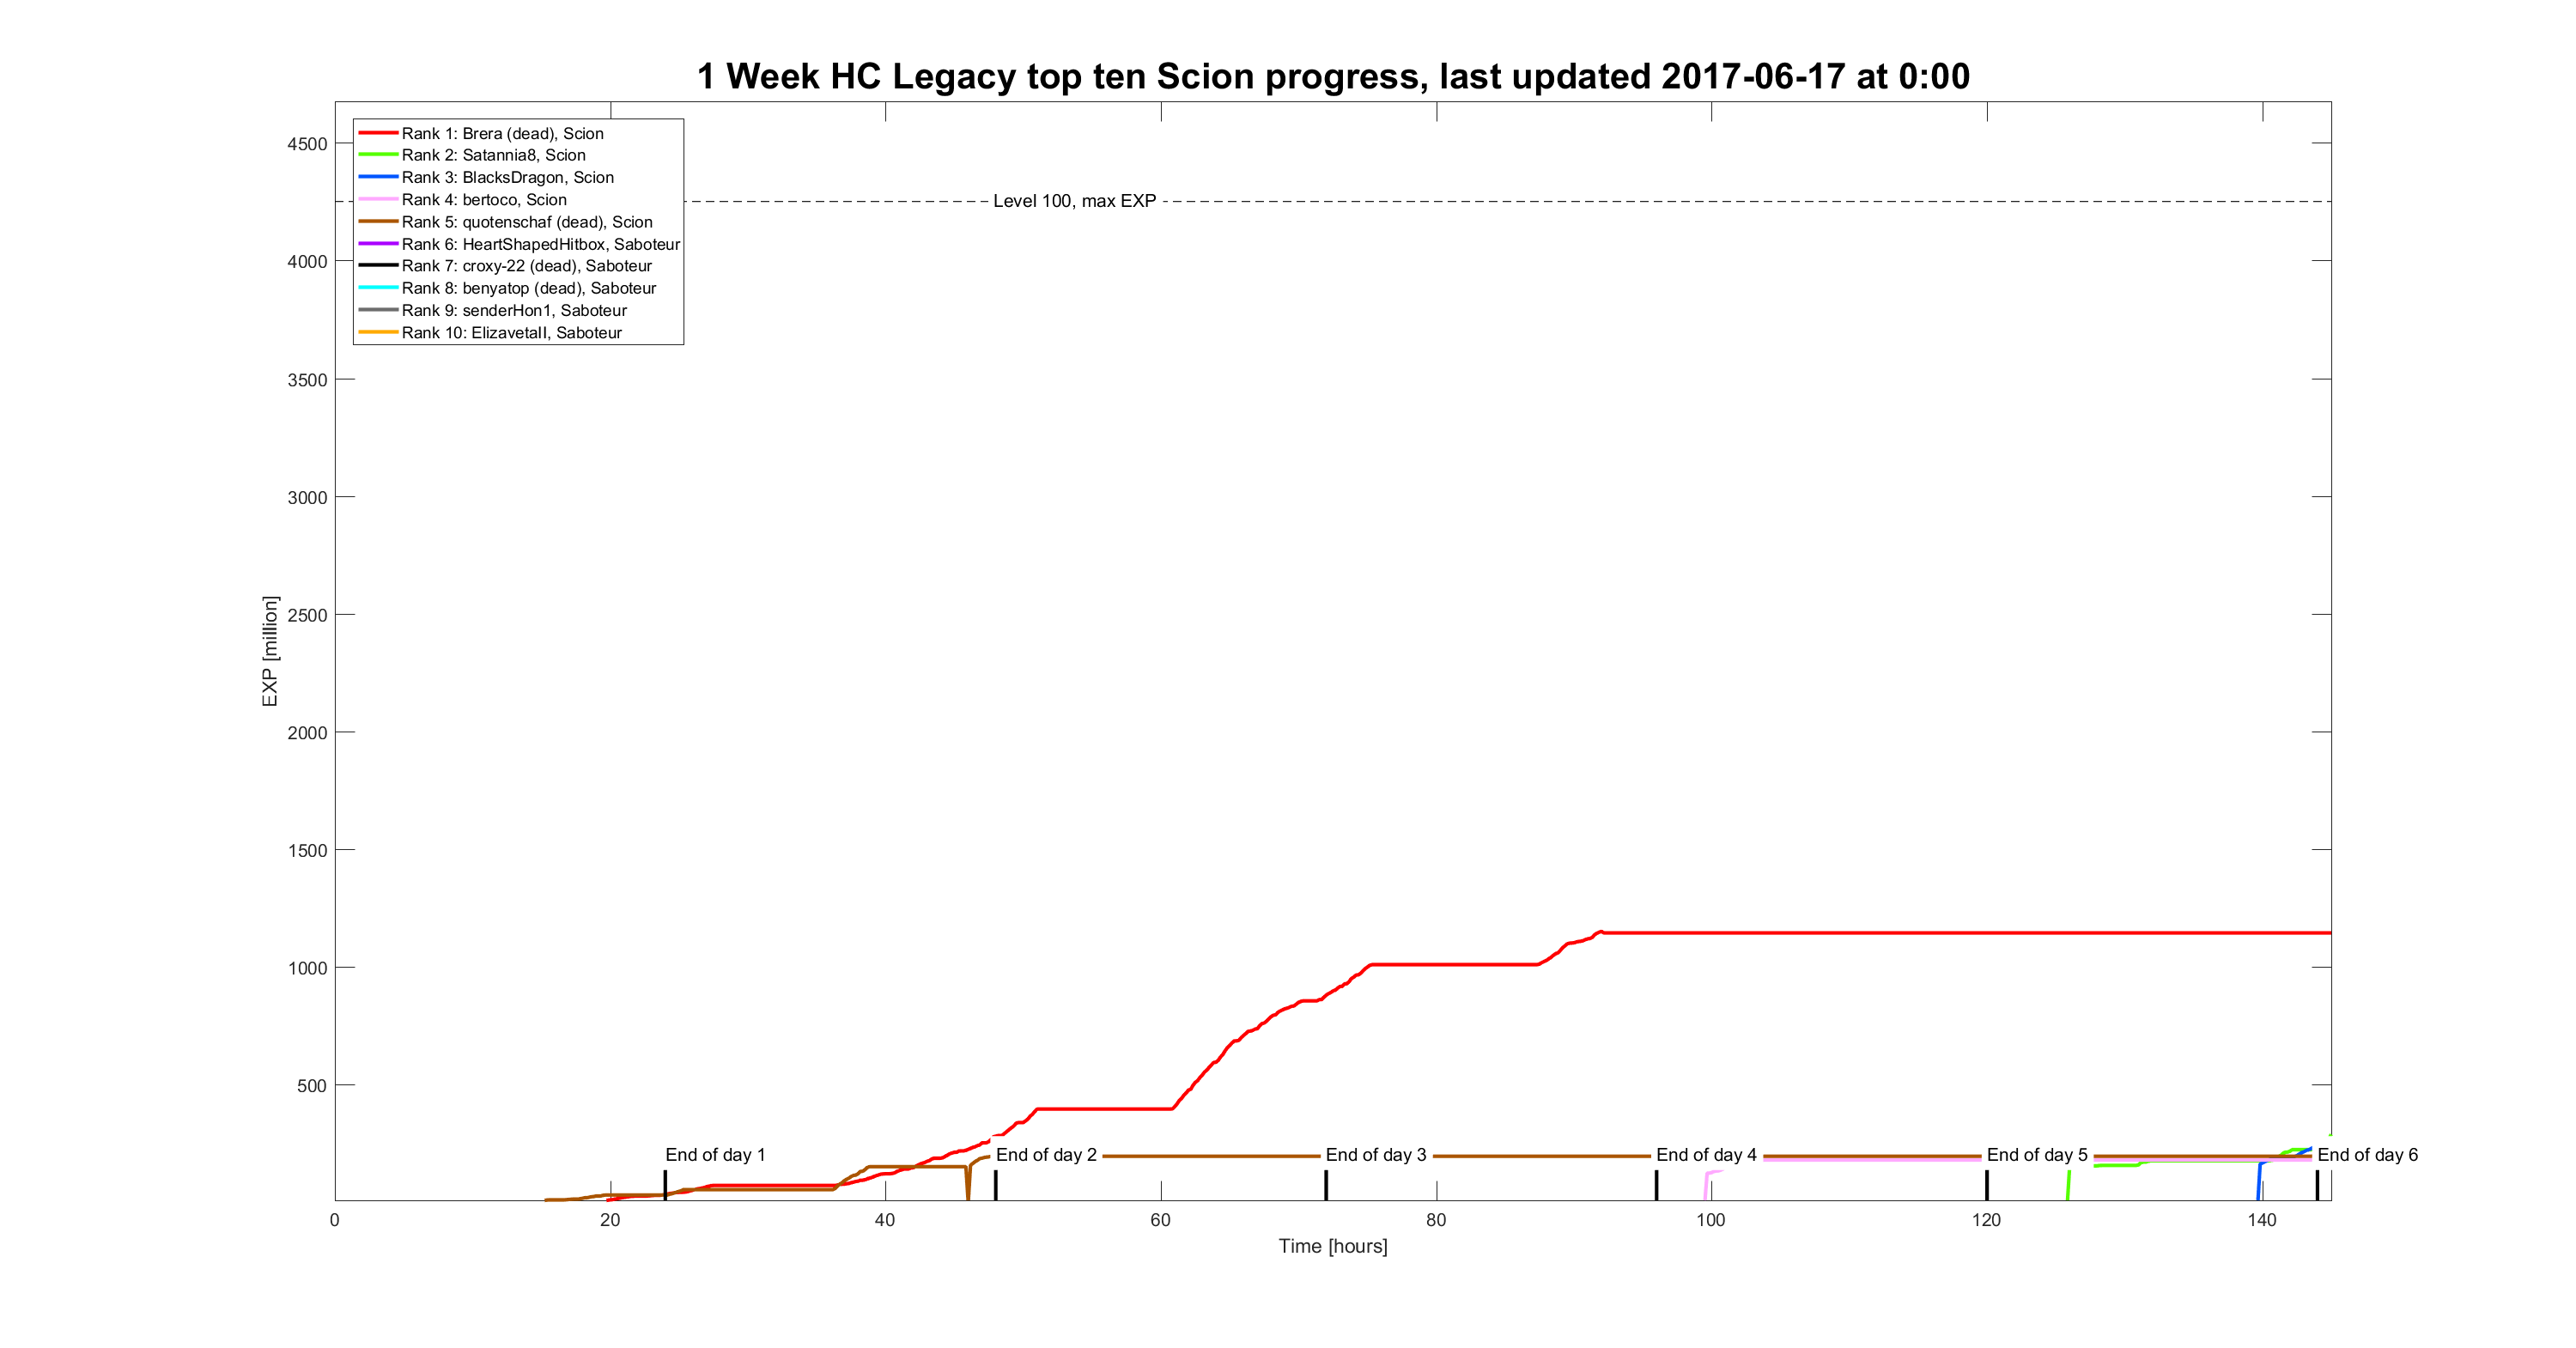 1 Week HC Legacy top ten Scion progress, last updated 2017-06-17 at 0:00
Rank 1: Brera (dead), Scion
Rank 2: Satannia8, Scion
Rank 3: BlacksDragon, Scion
Rank 4: bertoco, Scion
Rank 5: quotenschaf (dead), Scion
Rank 6: HeartShapedHitbox, Saboteur
Rank 7: croxy-22 (dead), Saboteur
Rank 8: benyatop (dead), Saboteur
Rank 9: senderHon1, Saboteur
Rank 10: ElizavetaII, Saboteur
4500
4000
3500
3000
2500
2000
1500
1000
500
EXP [million]
Level 100, max EXP
End of day 1
End of day 2
End of day 3
End of day 4
End of day 5
End of day 6
0 20 40 60 80 100 120 140
Time [hours]